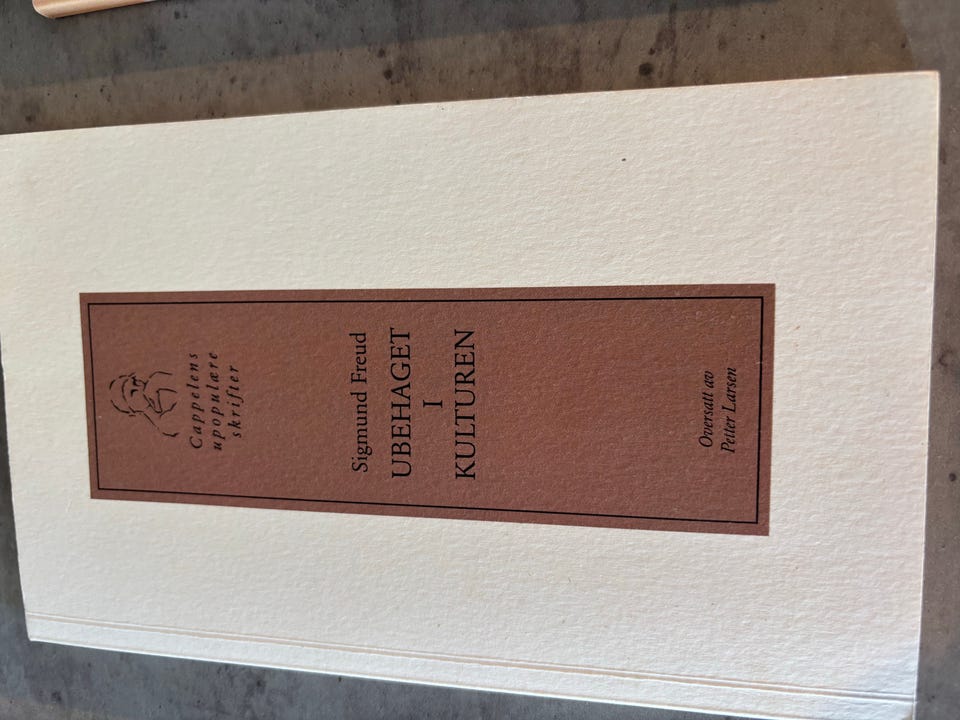 Cappelens
upopulære
skrifter
Sigmund Freud
UBEHAGET
I
KULTUREN
Oversatt av
Petter Larsen